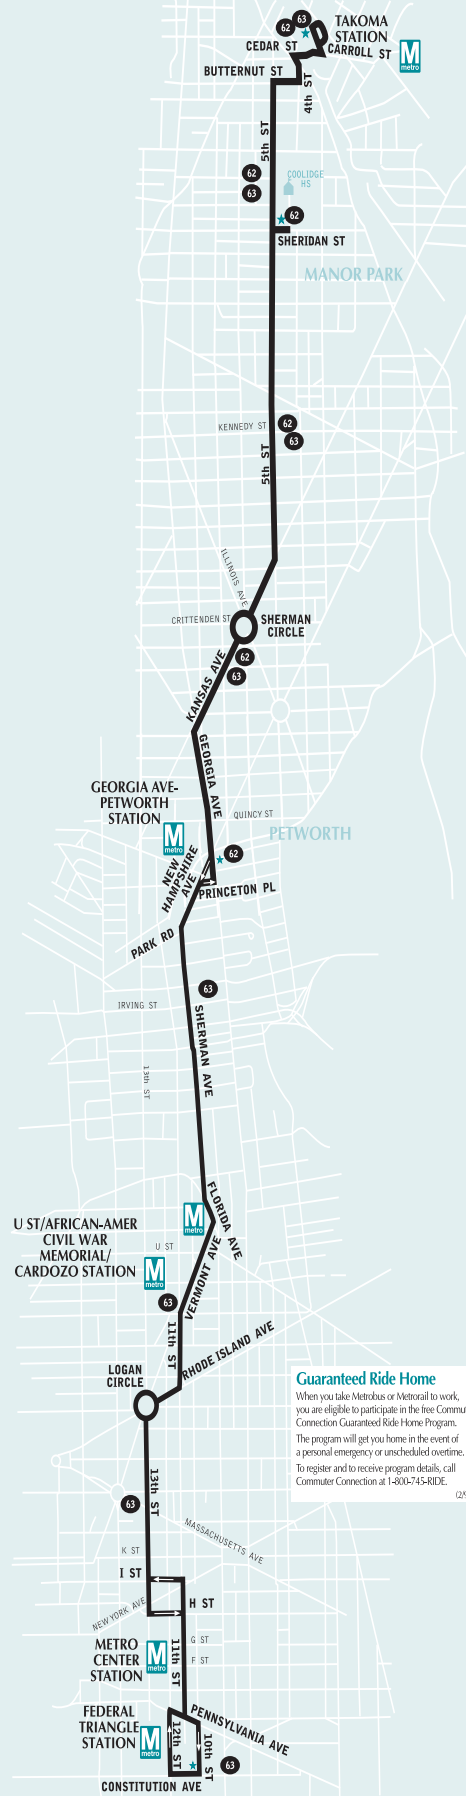 62
63
TAKOMA
STATION
CEDAR ST
CARROLL ST
M
metro
BUTTERNUT ST
4th ST
5th ST
62
63
COOLIDGE
HS
62
SHERIDAN ST
MANOR PARK
KENNEDY ST
62
63
5th ST
ILLINOIS AVE
CRITTENDEN ST
SHERMAN
CIRCLE
62
63
KANSAS AVE
GEORGIA AVE
GEORGIA AVE-
PETWORTH
STATION
M
metro
QUINCY ST
PETWORTH
62
NEW
HAMPSHIRE
AVE
PRINCETON PL
PARK RD
63
IRVING ST
SHERMAN AVE
13th ST
FLORIDA AVE
M
metro
U ST/AFRICAN-AMER
CIVIL WAR
MEMORIAL/
CARDOZO STATION
U ST
M
metro
VERMONT AVE
63
11th ST
RHODE ISLAND AVE
LOGAN
CIRCLE
Guaranteed Ride Home
When you take Metrobus or Metrorail to work,
you are eligible to participate in the free Commut
Connection Guaranteed Ride Home Program.
The program will get you home in the event of
a personal emergency or unscheduled overtime.
To register and to receive program details, call
Commuter Connection at 1-800-745-RIDE.
(2/9
13th ST
63
MASSACHUSETTS AVE
K ST
I ST
NEW YORK AVE
H ST
METRO
CENTER
STATION
M
metro
11th ST
G ST
F ST
FEDERAL
TRIANGLE
STATION
M
metro
PENNSYLVANIA AVE
12th ST
10th ST
63
CONSTITUTION AVE